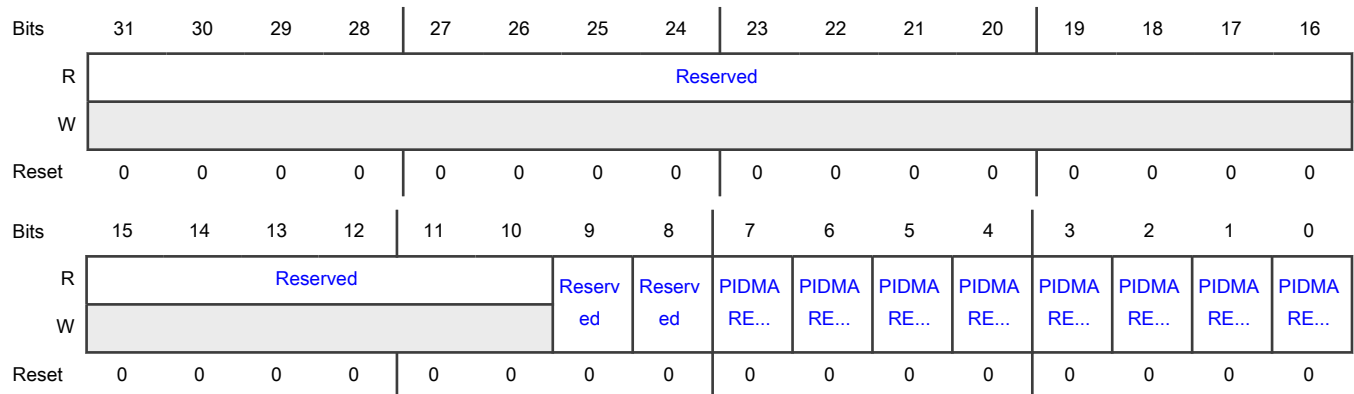 Bits 31 30 29 28 27 26 25 24 23 22 21 20 19 18 17 16
R Reserved
W
Reset 0 0 0 0 0 0 0 0 0 0 0 0 0 0 0 0
Bits 15 14 13 12 11 10 9 8 7 6 5 4 3 2 1 0
R Reserved Reserv Reserv PIDMA PIDMA PIDMA PIDMA PIDMA PIDMA PIDMA PIDMA
W ed ed RE... RE... RE... RE... RE... RE... RE... RE...
Reset 0 0 0 0 0 0 0 0 0 0 0 0 0 0 0 0